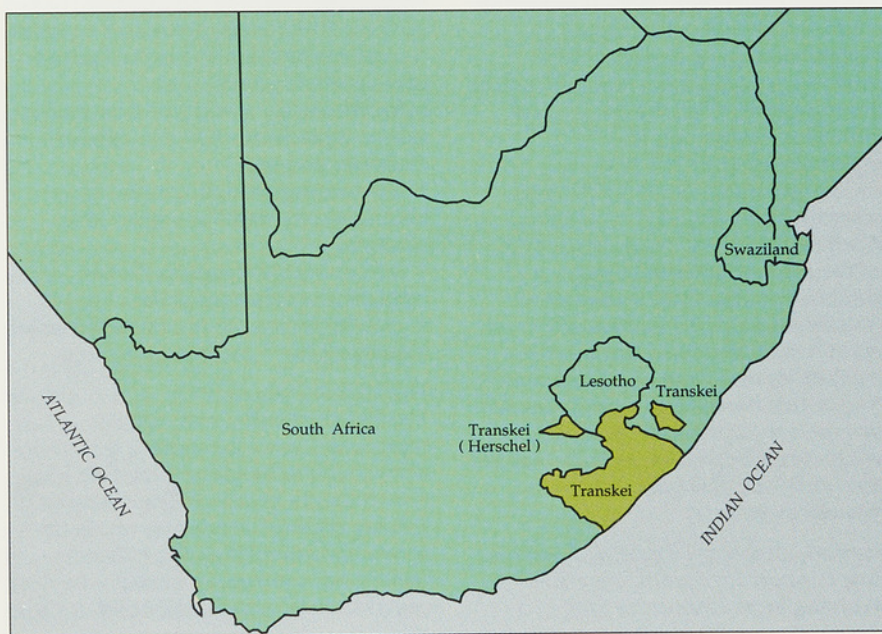 Swaziland
Lesotho
Transkei
South Africa
Transkei
( Herschel )
Transkei
ATLANTIC OCEAN
INDIAN OCEAN